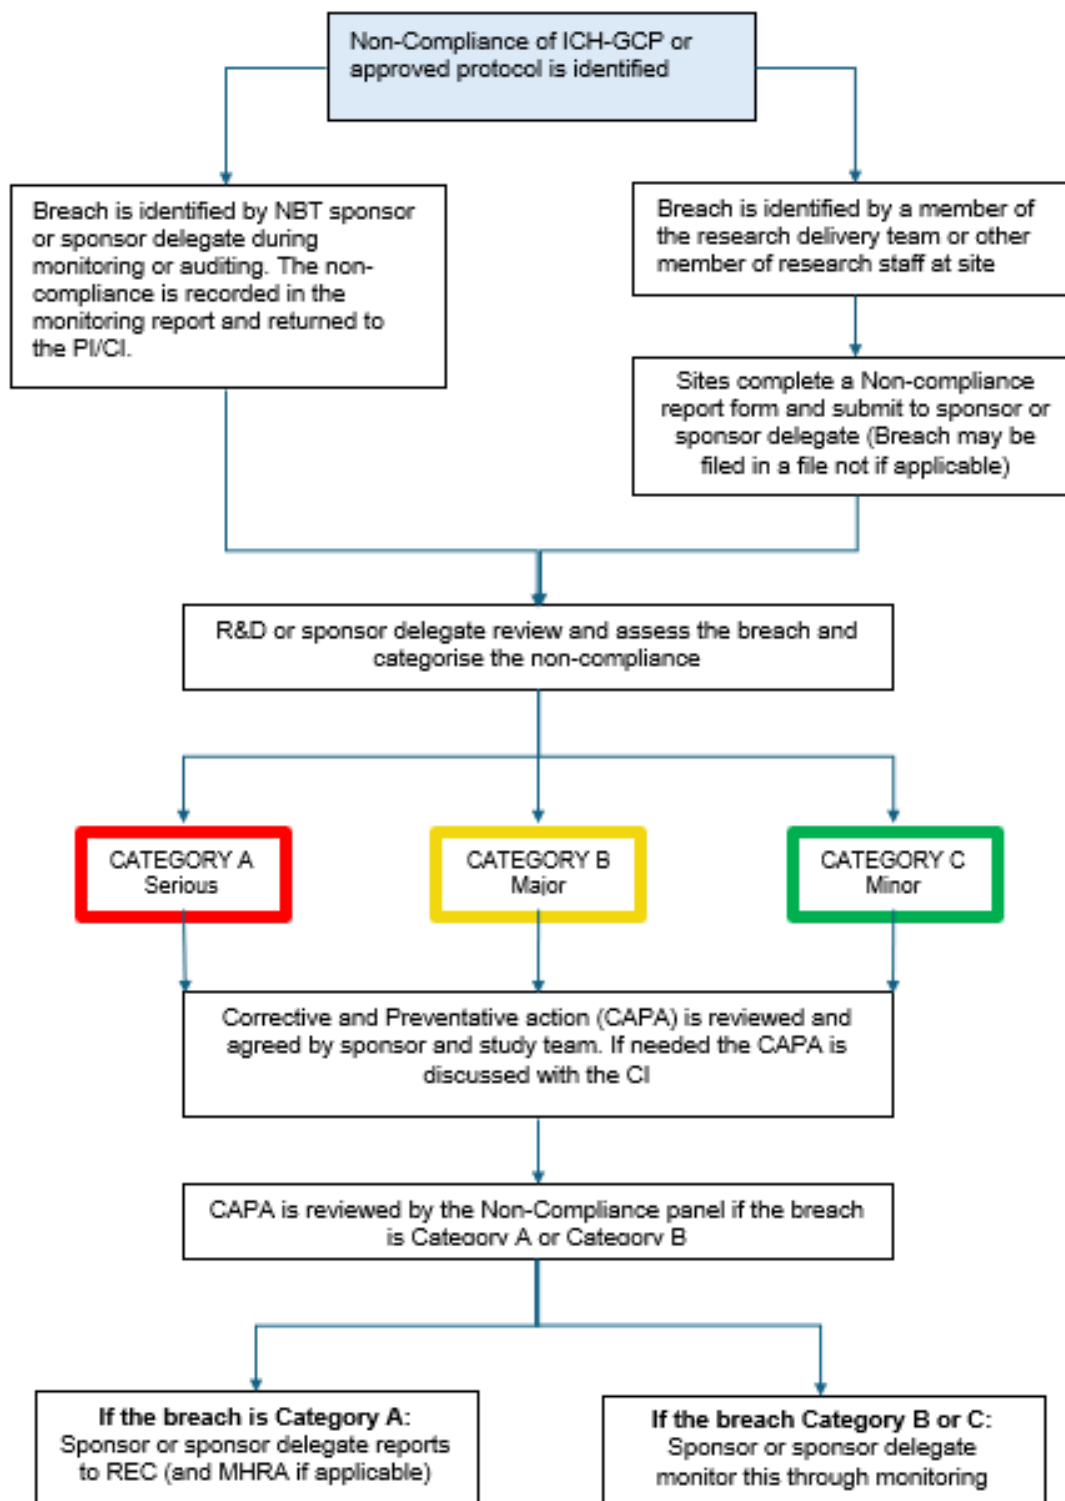 Non-Compliance of ICH-GCP or
approved protocol is identified
Breach is identified by NBT sponsor
or sponsor delegate during
monitoring or auditing. The non-
compliance is recorded in the
monitoring report and returned to
the PI/CI.
Breach is identified by a member of
the research delivery team or other
member of research staff at site
Sites complete a Non-compliance
report form and submit to sponsor or
sponsor delegate (Breach may be
filed in a file not if applicable)
R&D or sponsor delegate review and assess the breach and
categorise the non-compliance
CATEGORY A
Serious
CATEGORY B
Major
CATEGORY C
Minor
Corrective and Preventative action (CAPA) is reviewed and
agreed by sponsor and study team. If needed the CAPA is
discussed with the CI
CAPA is reviewed by the Non-Compliance panel if the breach
is Category A or Category B
If the breach is Category A:
Sponsor or sponsor delegate reports
to REC (and MHRA if applicable)
If the breach Category B or C:
Sponsor or sponsor delegate
monitor this through monitoring